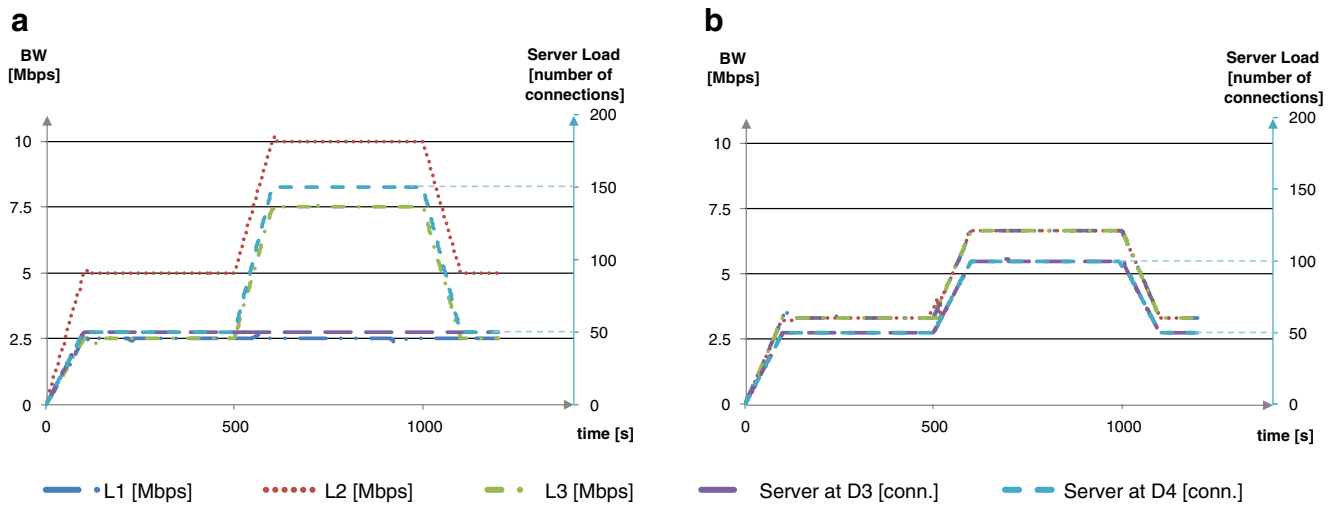 a
BW
[Mbps]
Server Load
[number of
connections]
10
7.5
5
2.5
0
200
150
100
50
0
0
500
1000
time [s]
b
BW
[Mbps]
Server Load
[number of
connections]
10
7.5
5
2.5
0
200
150
100
50
0
0
500
1000
time [s]
L1 [Mbps]
L2 [Mbps]
L3 [Mbps]
Server at D3 [conn.]
Server at D4 [conn.]